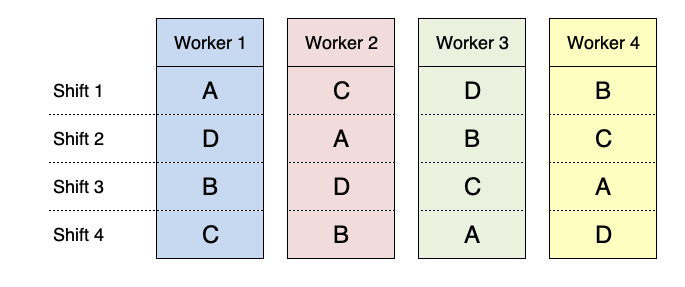 Worker 1 Worker 2 Worker 3 Worker 4
Shift 1 A C D B
Shift 2 D A B C
Shift 3 B D C A
Shift 4 C B A D